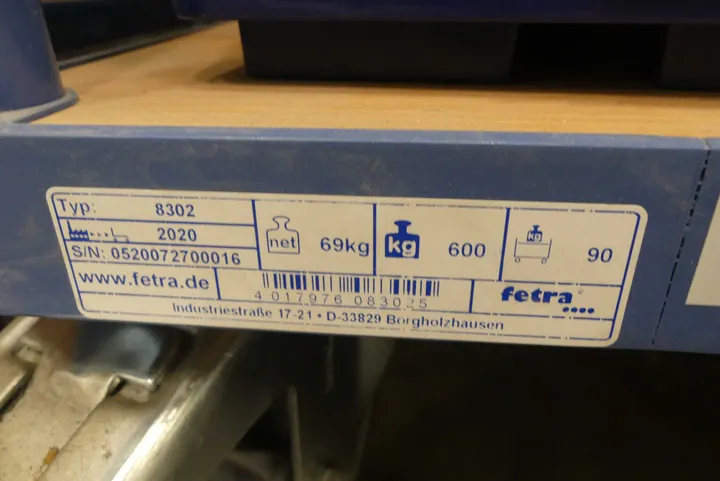 Typ: 8302
2020
S/N: 0520072700016
net 69kg
kg 600
kg 90
www.fetra.de
4 017976 083025
fetra
Industriestraße 17-21 • D-33829 Borgholzhausen